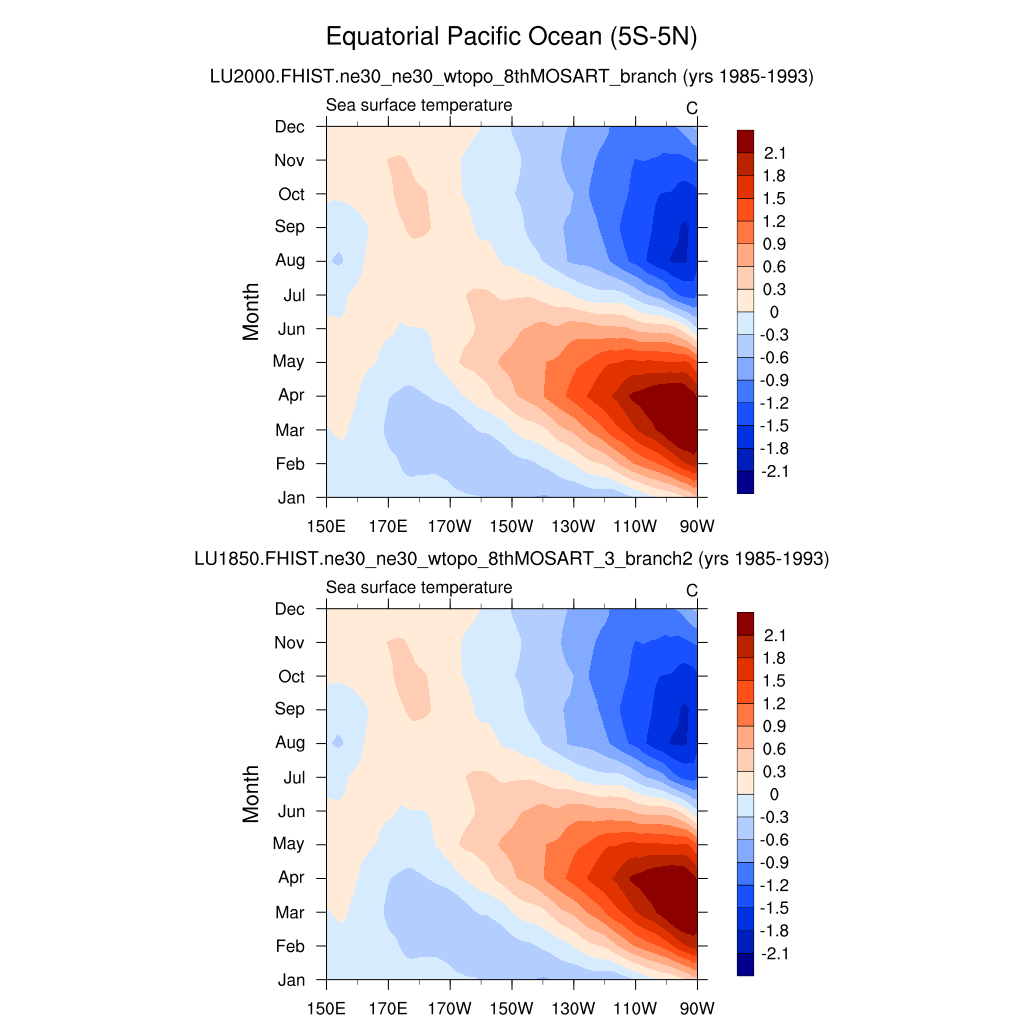 Equatorial Pacific Ocean (5S-5N)
LU2000.FHIST.ne30_ne30_wtopo_8thMOSART_branch (yrs 1985-1993)
Sea surface temperature C
Dec
Nov
Oct
Sep
Aug
Jul
Jun
May
Apr
Mar
Feb
Jan
Month
150E 170E 170W 150W 130W 110W 90W
2.1
1.8
1.5
1.2
0.9
0.6
0.3
0
-0.3
-0.6
-0.9
-1.2
-1.5
-1.8
-2.1
LU1850.FHIST.ne30_ne30_wtopo_8thMOSART_3_branch2 (yrs 1985-1993)
Sea surface temperature C
Dec
Nov
Oct
Sep
Aug
Jul
Jun
May
Apr
Mar
Feb
Jan
Month
150E 170E 170W 150W 130W 110W 90W
2.1
1.8
1.5
1.2
0.9
0.6
0.3
0
-0.3
-0.6
-0.9
-1.2
-1.5
-1.8
-2.1